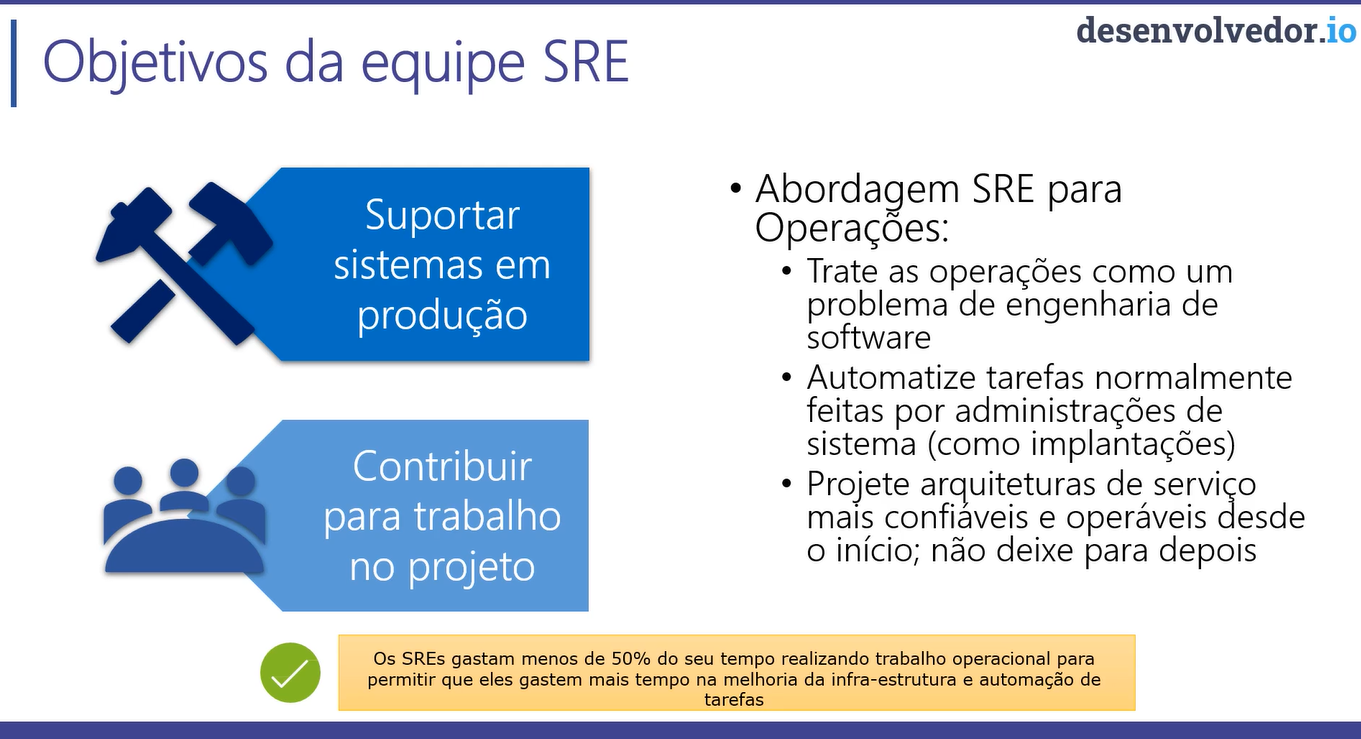 desenvolvedor.io
Objetivos da equipe SRE
Suportar
sistemas em
produção
Contribuir
para trabalho
no projeto
• Abordagem SRE para
Operações:
• Trate as operações como um
problema de engenharia de
software
• Automatize tarefas normalmente
feitas por administrações de
sistema (como implantações)
• Projete arquiteturas de serviço
mais confiáveis e operáveis desde
o início; não deixe para depois
Os SREs gastam menos de 50% do seu tempo realizando trabalho operacional para
permitir que eles gastem mais tempo na melhoria da infra-estrutura e automação de
tarefas